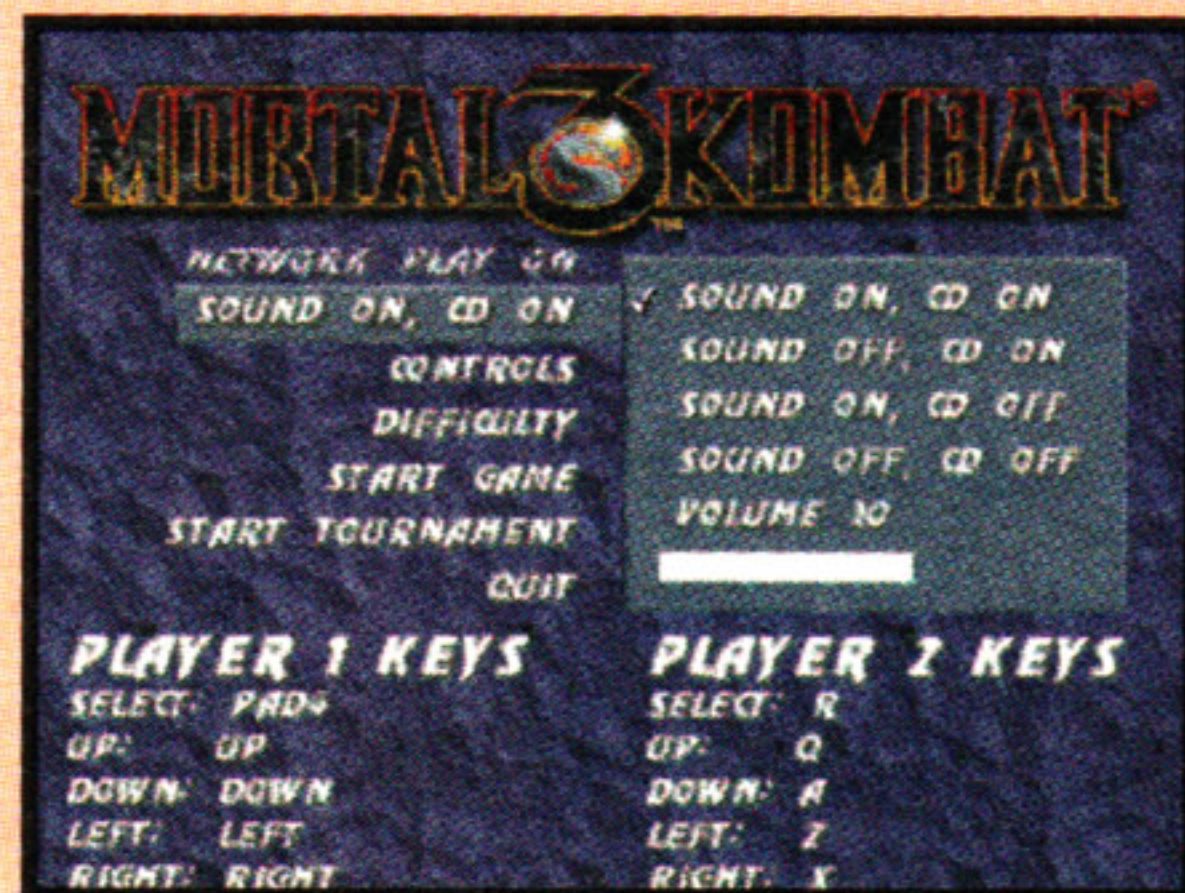 MORTAL 3 KOMBAT®
™
NETWORK PLAY ON
SOUND ON, CD ON
CONTROLS
DIFFICULTY
START GAME
START TOURNAMENT
QUIT
✓ SOUND ON, CD ON
SOUND OFF, CD ON
SOUND ON, CD OFF
SOUND OFF, CD OFF
VOLUME 10
PLAYER 1 KEYS
SELECT: PAD4
UP: UP
DOWN: DOWN
LEFT: LEFT
RIGHT: RIGHT
PLAYER 2 KEYS
SELECT: R
UP: Q
DOWN: A
LEFT: Z
RIGHT: X